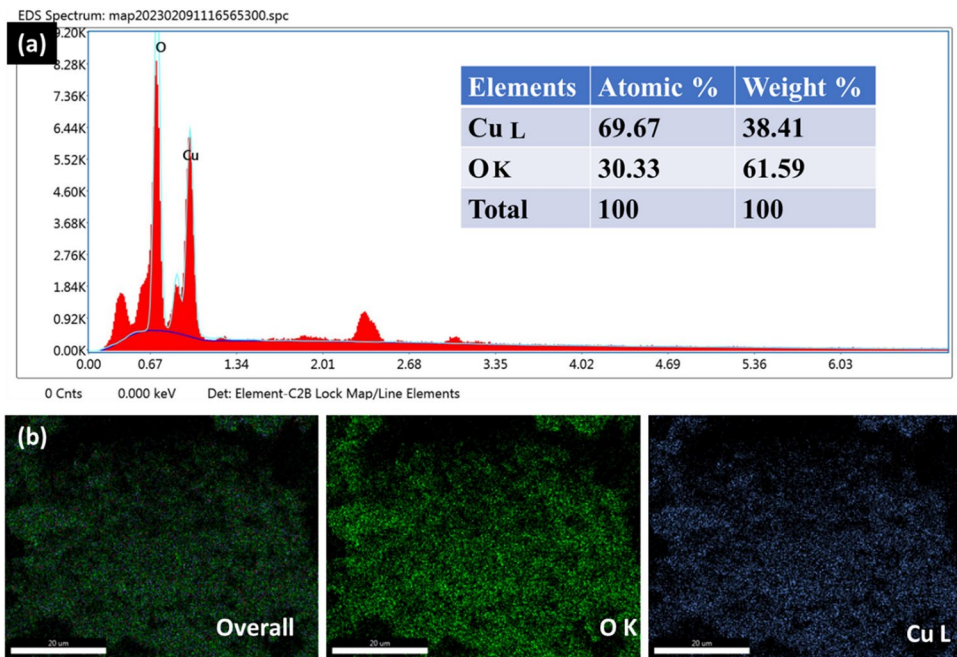 EDS Spectrum: map202302091116565300.spc
(a)
9.20K
8.28K
7.36K
6.44K
5.52K
4.60K
3.68K
2.76K
1.84K
0.92K
0.00K
O
Cu
Elements Atomic % Weight %
Cu L 69.67 38.41
O K 30.33 61.59
Total 100 100
0.00 0.67 1.34 2.01 2.68 3.35 4.02 4.69 5.36 6.03
0 Cnts 0.000 keV Det: Element-C2B Lock Map/Line Elements
(b)
Overall O K Cu L
20 um 20 um 20 um